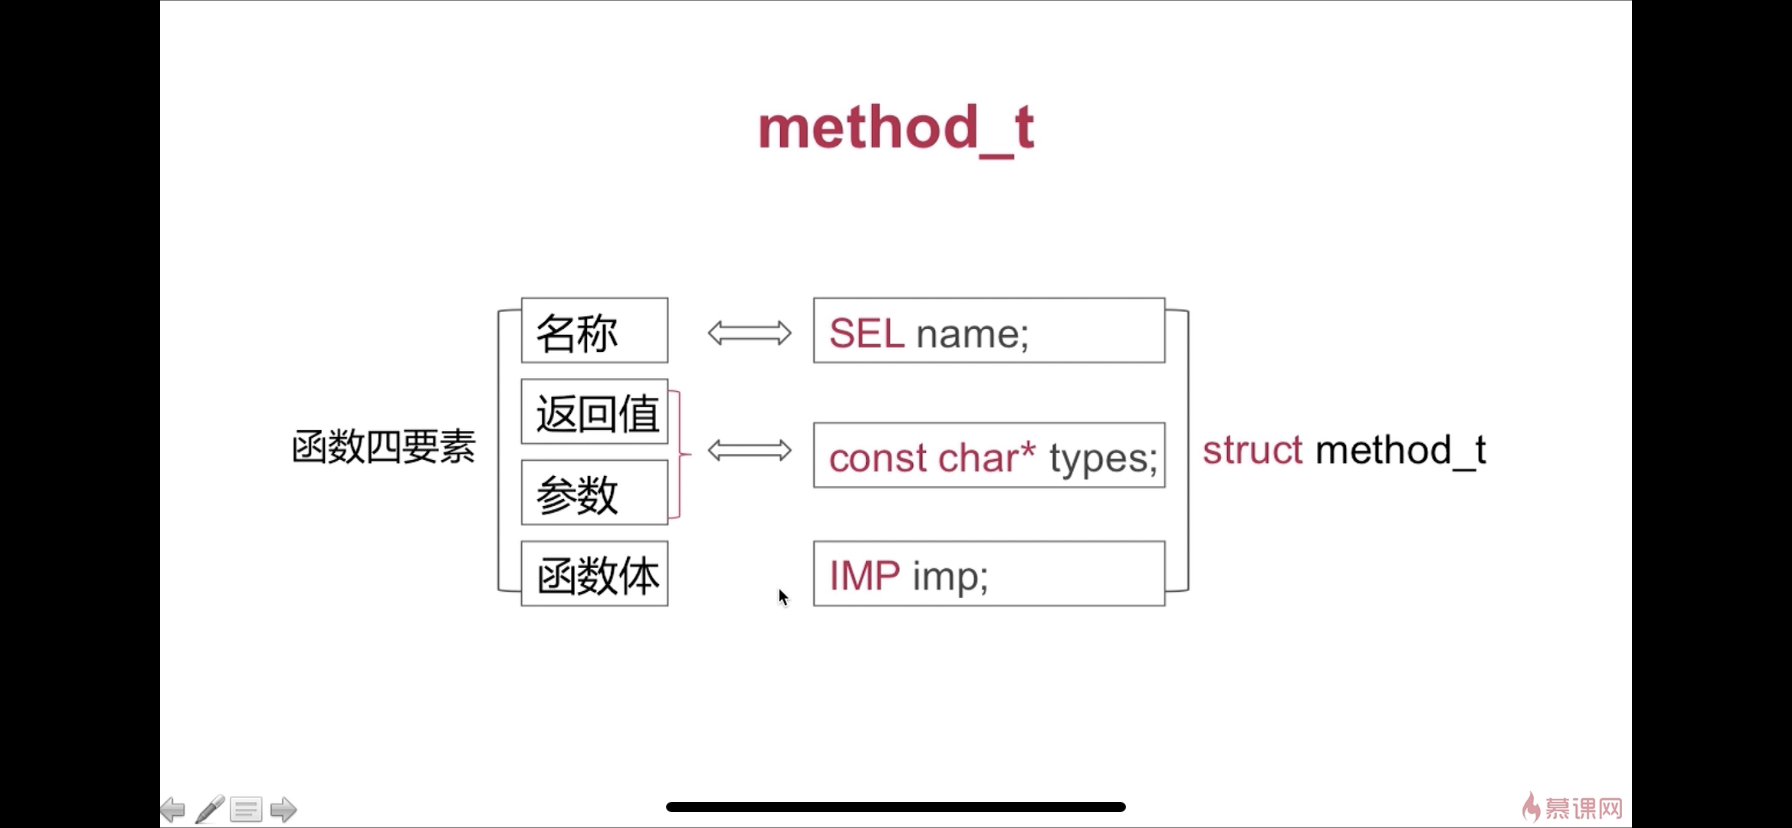 method_t
函数四要素
名称
返回值
参数
函数体
SEL name;
const char* types;
IMP imp;
struct method_t
慕课网